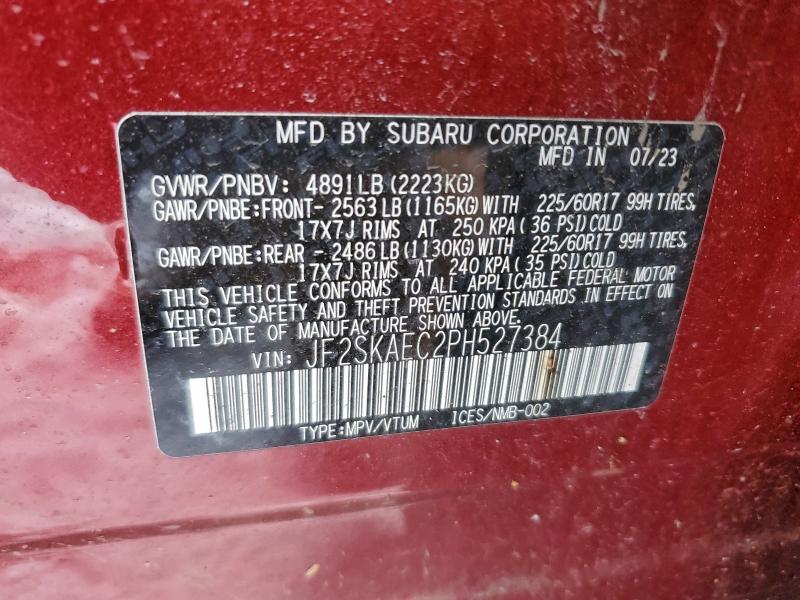 MFD BY SUBARU CORPORATION
MFD IN 07/23
GVWR/PNBV: 4891LB(2223KG)
GAWR/PNBE:FRONT- 2563LB(1165KG)WITH 225/60R17 99H TIRES,
17X7J RIMS AT 250 KPA(36 PSI)COLD
GAWR/PNBE:REAR - 2486LB(1130KG)WITH 225/60R17 99H TIRES,
17X7J RIMS AT 240 KPA(35 PSI)COLD
THIS VEHICLE CONFORMS TO ALL APPLICABLE FEDERAL MOTOR
VEHICLE SAFETY AND THEFT PREVENTION STANDARDS IN EFFECT ON
THE DATE OF MANUFACTURE SHOWN ABOVE.
VIN: JF2SKAEC2PH527384
TYPE:MPV/VTUM ICES/NMB-002